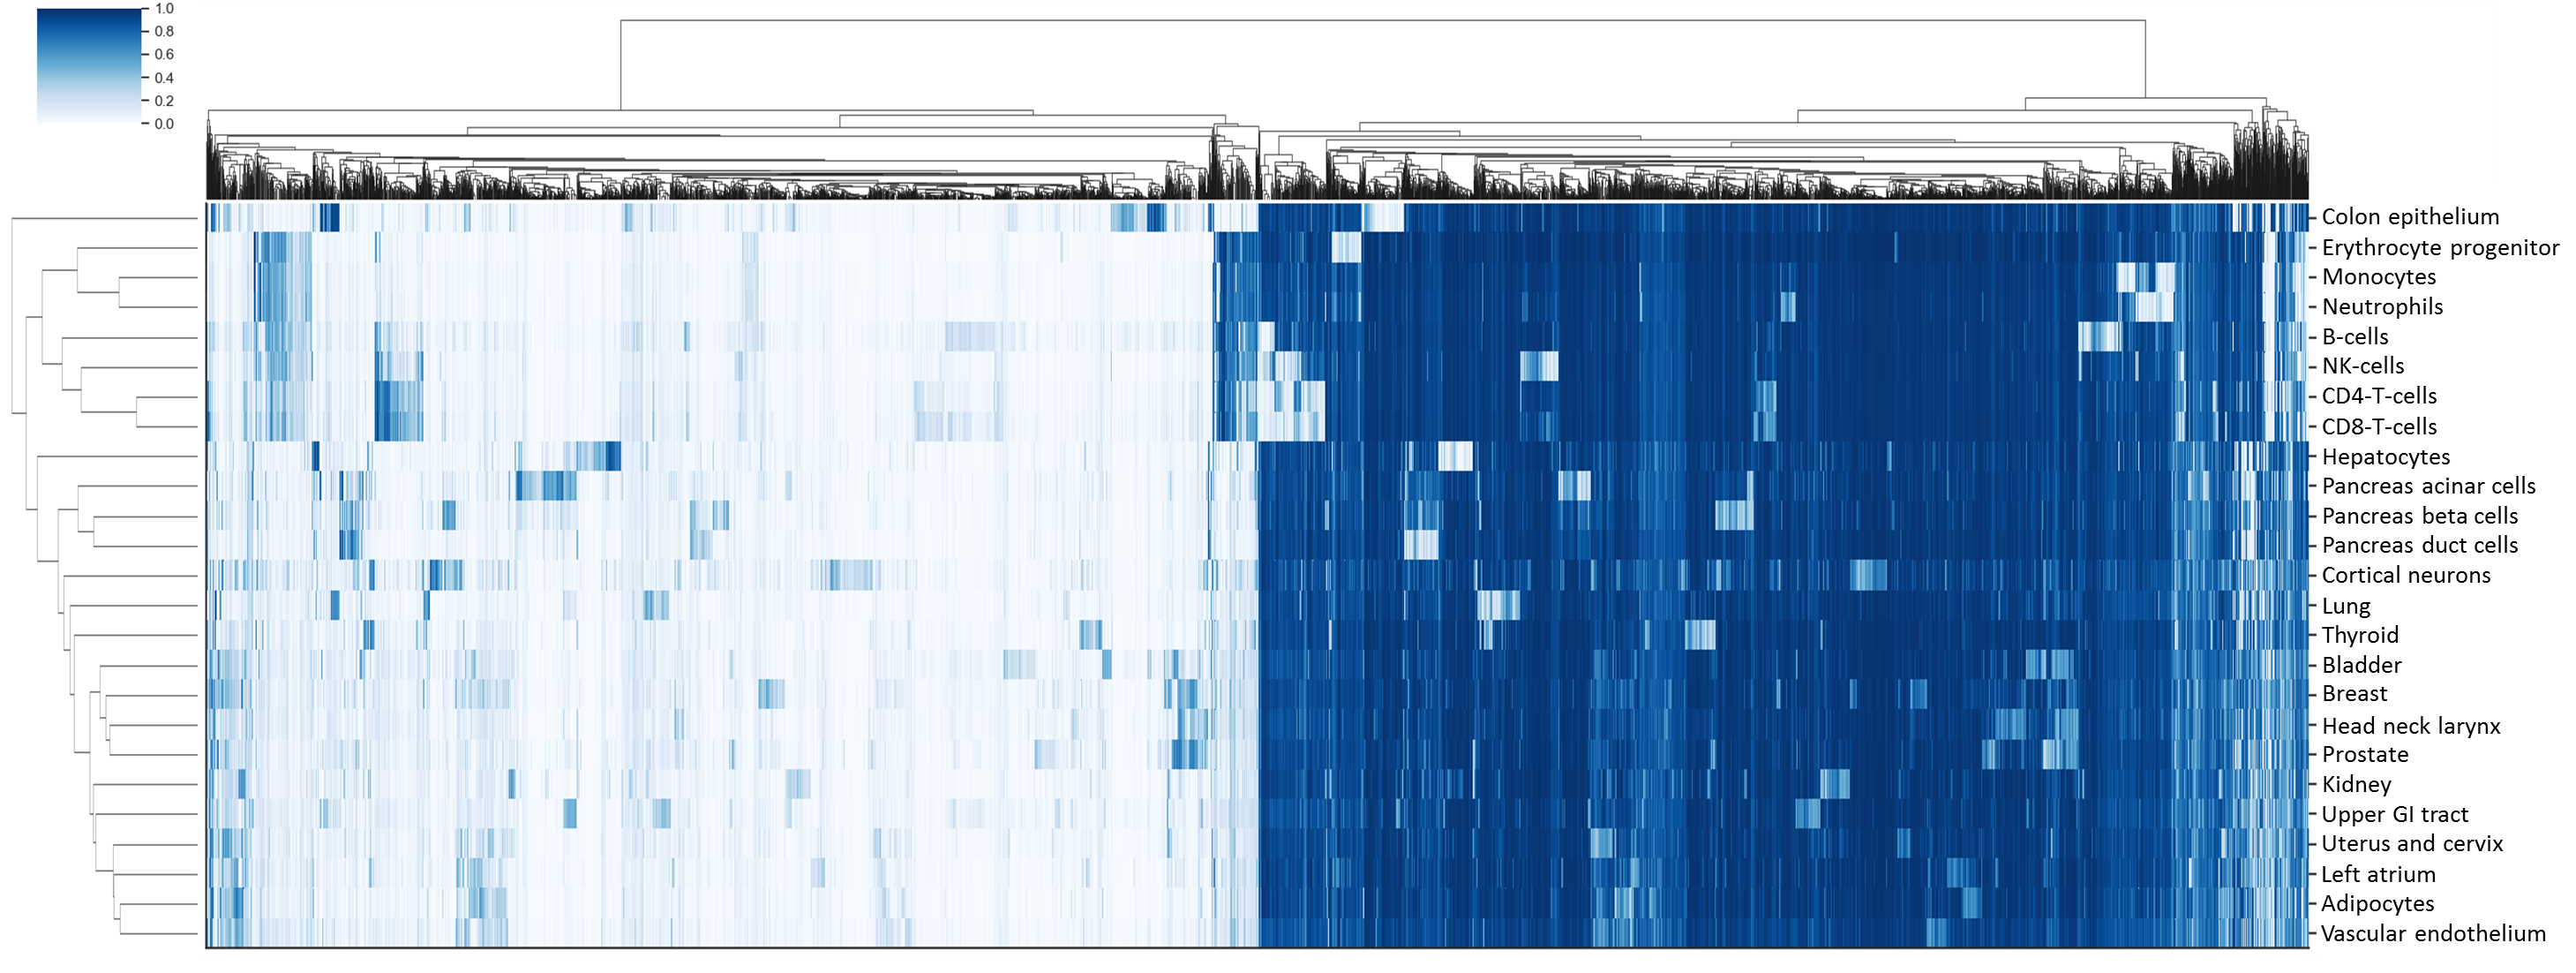 1.0
0.8
0.6
0.4
0.2
0.0
Colon epithelium
Erythrocyte progenitor
Monocytes
Neutrophils
B-cells
NK-cells
CD4-T-cells
CD8-T-cells
Hepatocytes
Pancreas acinar cells
Pancreas beta cells
Pancreas duct cells
Cortical neurons
Lung
Thyroid
Bladder
Breast
Head neck larynx
Prostate
Kidney
Upper GI tract
Uterus and cervix
Left atrium
Adipocytes
Vascular endothelium